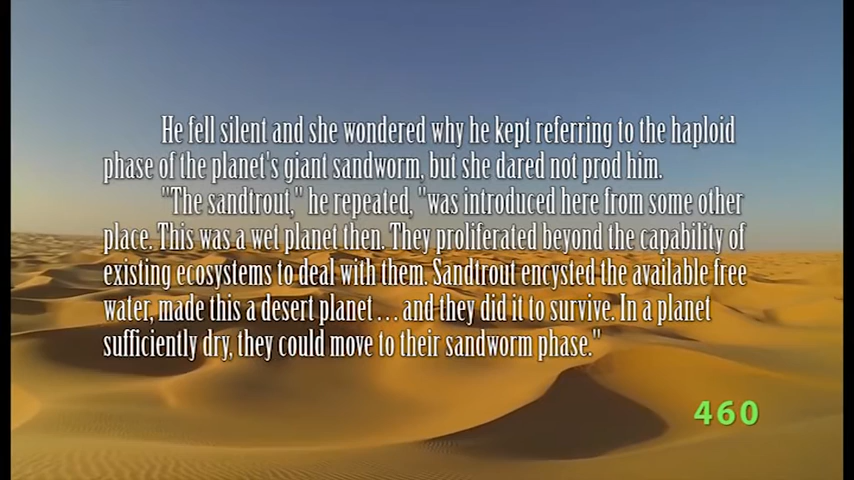 He fell silent and she wondered why he kept referring to the haploid
phase of the planet's giant sandworm, but she dared not prod him.
"The sandtrout," he repeated, "was introduced here from some other
place. This was a wet planet then. They proliferated beyond the capability of
existing ecosystems to deal with them. Sandtrout encysted the available free
water, made this a desert planet . . . and they did it to survive. In a planet
sufficiently dry, they could move to their sandworm phase."
460